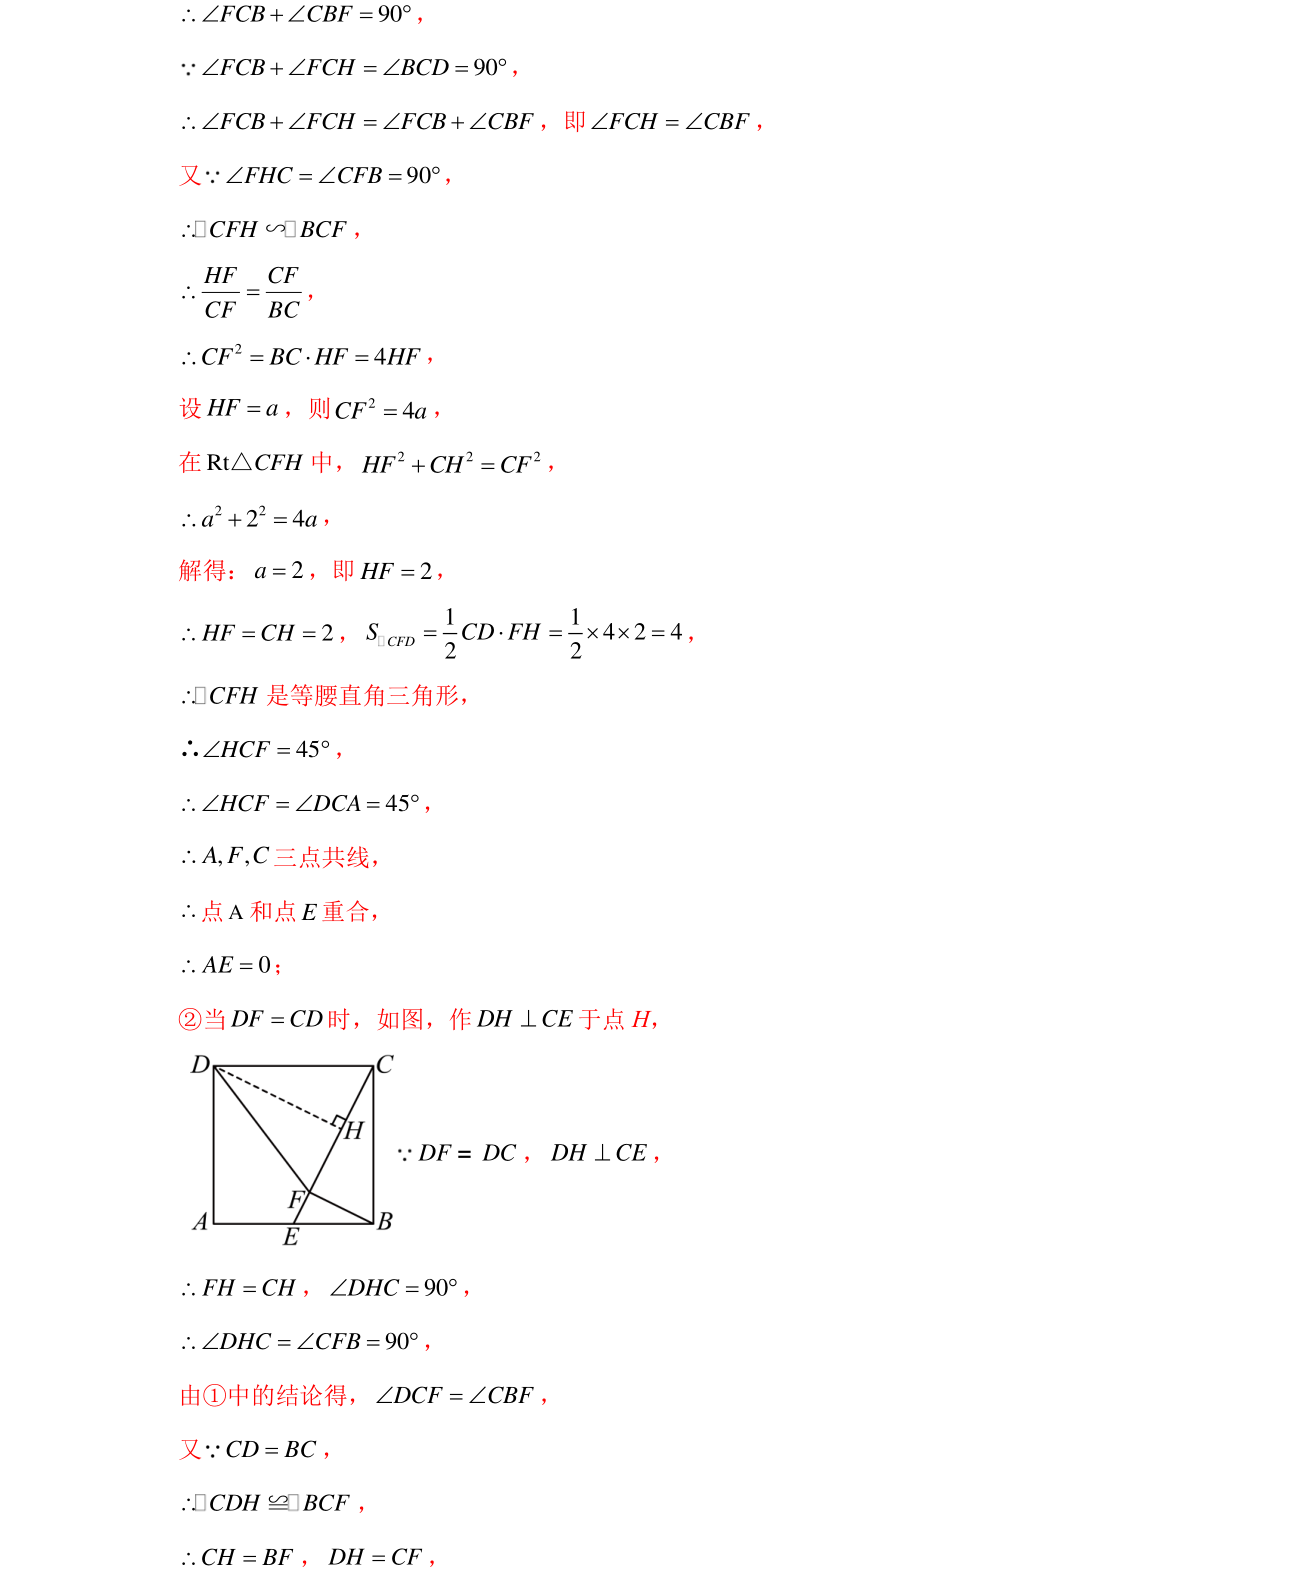 ∴∠FCB+∠CBF=90°，
∵∠FCB+∠FCH=∠BCD=90°，
∴∠FCB+∠FCH=∠FCB+∠CBF，即∠FCH=∠CBF，
又∵∠FHC=∠CFB=90°，
∴□CFH∽□BCF，
∴HF/CF=CF/BC，
∴CF²=BC·HF=4HF，
设HF=a，则CF²=4a，
在Rt△CFH中，HF²+CH²=CF²，
∴a²+2²=4a，
解得：a=2，即HF=2，
∴HF=CH=2，S□CFD=1/2CD·FH=1/2×4×2=4，
∴□CFH是等腰直角三角形，
∴∠HCF=45°，
∴∠HCF=∠DCA=45°，
∴A,F,C三点共线，
∴点A和点E重合，
∴AE=0；
②当DF=CD时，如图，作DH⊥CE于点H，
D C
H
F
A B
E
∵DF=DC，DH⊥CE，
∴FH=CH，∠DHC=90°，
∴∠DHC=∠CFB=90°，
由①中的结论得，∠DCF=∠CBF，
又∵CD=BC，
∴□CDH≌□BCF，
∴CH=BF，DH=CF，